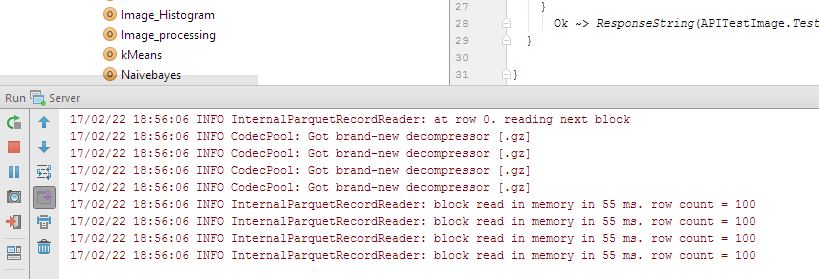 Image_Histogram
Image_processing
kMeans
Naivebayes
27 }
28 Ok ~> ResponseString(APITestImage.Test
29 }
30
31 }
Run Server
17/02/22 18:56:06 INFO InternalParquetRecordReader: at row 0. reading next block
17/02/22 18:56:06 INFO CodecPool: Got brand-new decompressor [.gz]
17/02/22 18:56:06 INFO CodecPool: Got brand-new decompressor [.gz]
17/02/22 18:56:06 INFO CodecPool: Got brand-new decompressor [.gz]
17/02/22 18:56:06 INFO CodecPool: Got brand-new decompressor [.gz]
17/02/22 18:56:06 INFO InternalParquetRecordReader: block read in memory in 55 ms. row count = 100
17/02/22 18:56:06 INFO InternalParquetRecordReader: block read in memory in 55 ms. row count = 100
17/02/22 18:56:06 INFO InternalParquetRecordReader: block read in memory in 55 ms. row count = 100
17/02/22 18:56:06 INFO InternalParquetRecordReader: block read in memory in 55 ms. row count = 100